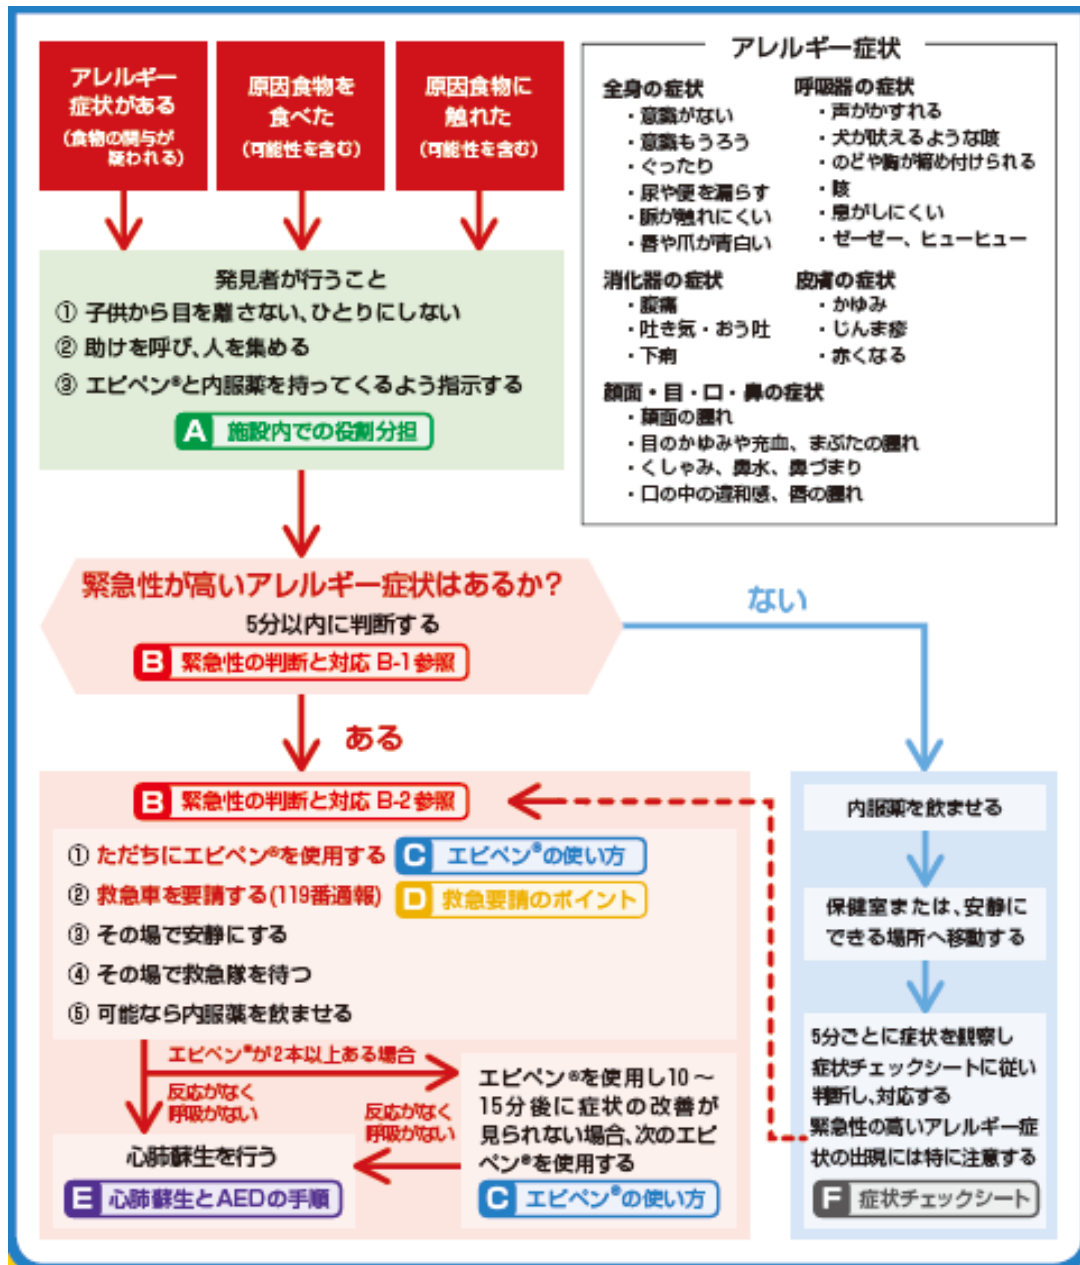 アレルギー
症状がある
(食物の関与が
疑われる)
原因食物を
食べた
(可能性を含む)
原因食物に
触れた
(可能性を含む)
アレルギー症状
全身の症状
・意識がない
・意識もうろう
・ぐったり
・尿や便を漏らす
・脈が触れにくい
・唇や爪が青白い
呼吸器の症状
・声がかすれる
・犬が吠えるような咳
・のどや胸が締め付けられる
・咳
・息がしにくい
・ゼーゼー、ヒューヒュー
消化器の症状
・腹痛
・吐き気・おう吐
・下痢
皮膚の症状
・かゆみ
・じんま疹
・赤くなる
顔面・目・口・鼻の症状
・顔面の腫れ
・目のかゆみや充血、まぶたの腫れ
・くしゃみ、鼻水、鼻づまり
・口の中の違和感、唇の腫れ
発見者が行うこと
① 子供から目を離さない、ひとりにしない
② 助けを呼び、人を集める
③ エピペン®と内服薬を持ってくるよう指示する
A 施設内での役割分担
緊急性が高いアレルギー症状はあるか?
5分以内に判断する
B 緊急性の判断と対応 B-1参照
ない
ある
B 緊急性の判断と対応 B-2参照
① ただちにエピペン®を使用する C エピペン®の使い方
② 救急車を要請する(119番通報) D 救急要請のポイント
③ その場で安静にする
④ その場で救急隊を待つ
⑤ 可能なら内服薬を飲ませる
エピペン®が2本以上ある場合
反応がなく
呼吸がない
心肺蘇生を行う
E 心肺蘇生とAEDの手順
反応がなく
呼吸がない
エピペン®を使用し10〜
15分後に症状の改善が
見られない場合、次のエピ
ペン®を使用する
C エピペン®の使い方
内服薬を飲ませる
保健室または、安静に
できる場所へ移動する
5分ごとに症状を観察し
症状チェックシートに従い
判断し、対応する
緊急性の高いアレルギー症
状の出現には特に注意する
F 症状チェックシート